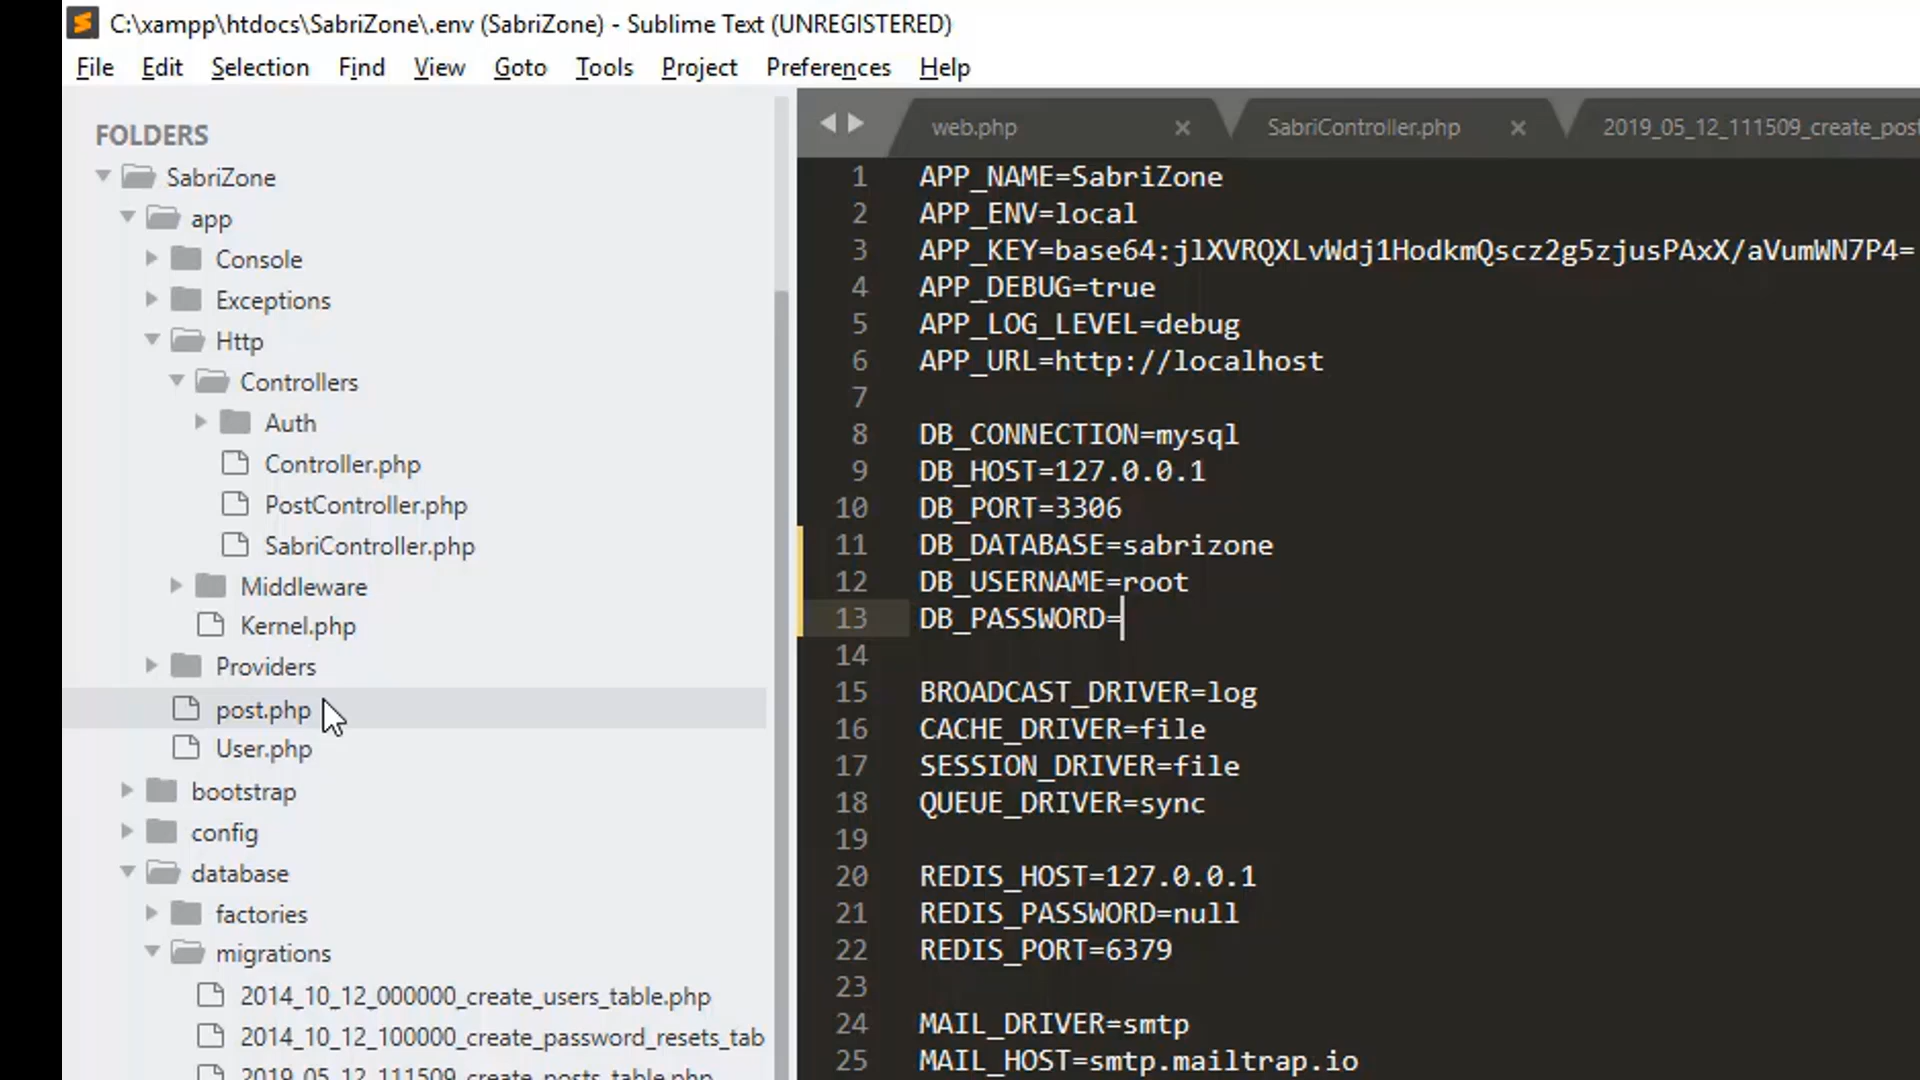 C:\xampp\htdocs\SabriZone\.env (SabriZone) - Sublime Text (UNREGISTERED)
File Edit Selection Find View Goto Tools Project Preferences Help
FOLDERS
SabriZone
app
Console
Exceptions
Http
Controllers
Auth
Controller.php
PostController.php
SabriController.php
Middleware
Kernel.php
Providers
post.php
User.php
bootstrap
config
database
factories
migrations
2014_10_12_000000_create_users_table.php
2014_10_12_100000_create_password_resets_tab
2019_05_12_111509_create_posts_table.php
web.php SabriController.php 2019_05_12_111509_create_post
1 APP_NAME=SabriZone
2 APP_ENV=local
3 APP_KEY=base64:jlXVRQXLvWdj1HodkmQscz2g5zjusPAxX/aVumWN7P4=
4 APP_DEBUG=true
5 APP_LOG_LEVEL=debug
6 APP_URL=http://localhost
7
8 DB_CONNECTION=mysql
9 DB_HOST=127.0.0.1
10 DB_PORT=3306
11 DB_DATABASE=sabrizone
12 DB_USERNAME=root
13 DB_PASSWORD=
14
15 BROADCAST_DRIVER=log
16 CACHE_DRIVER=file
17 SESSION_DRIVER=file
18 QUEUE_DRIVER=sync
19
20 REDIS_HOST=127.0.0.1
21 REDIS_PASSWORD=null
22 REDIS_PORT=6379
23
24 MAIL_DRIVER=smtp
25 MAIL_HOST=smtp.mailtrap.io